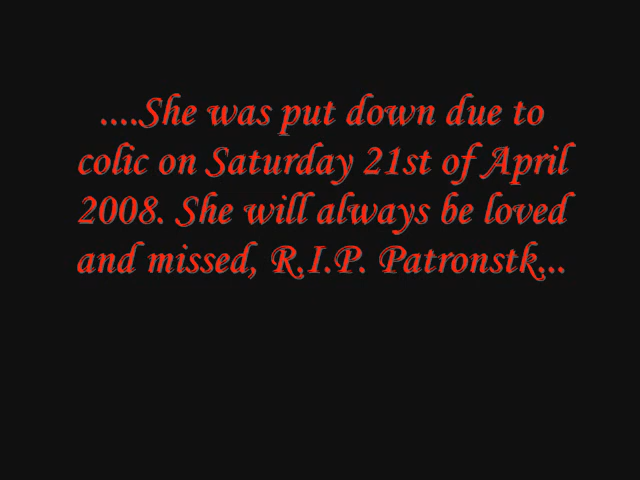 ....She was put down due to
colic on Saturday 21st of April
2008. She will always be loved
and missed, R.I.P. Patronstk...